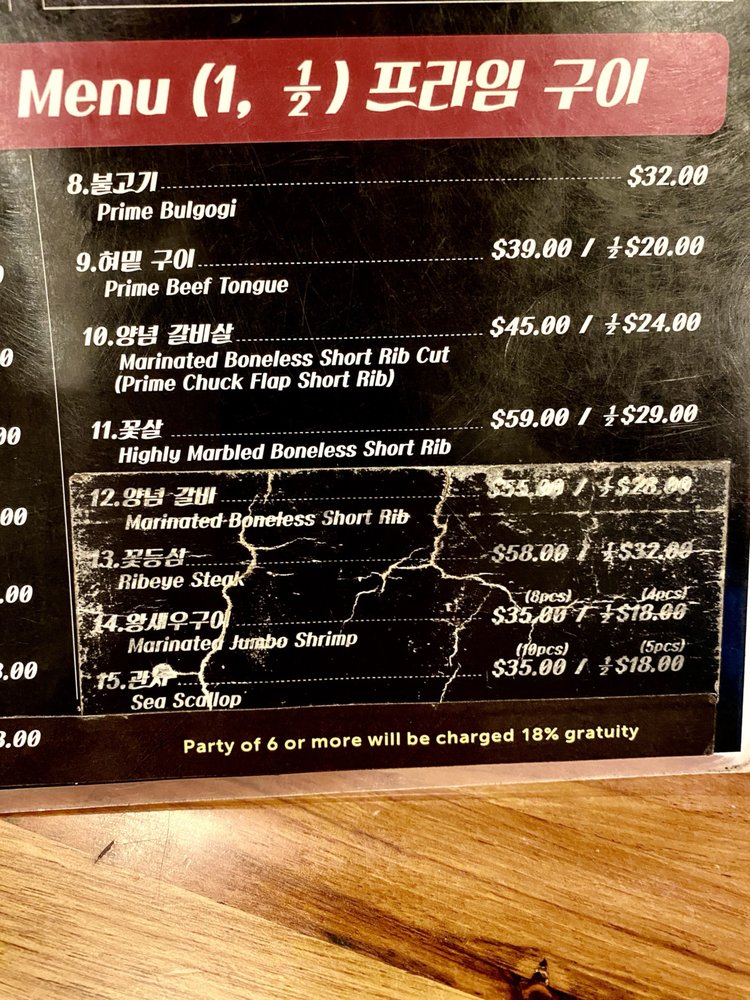 Menu (1, ½) 프라임 구이
8.불고기 $32.00
Prime Bulgogi
9.혀밑 구이 $39.00 / ½$20.00
Prime Beef Tongue
10.양념 갈비살 $45.00 / ½$24.00
Marinated Boneless Short Rib Cut
(Prime Chuck Flap Short Rib)
11.꽃살 $59.00 / ½$29.00
Highly Marbled Boneless Short Rib
12.양념 갈비 $55.00 / ½$28.00
Marinated Boneless Short Rib
13.꽃등심 $58.00 / ½$32.00
Ribeye Steak
(8pcs) (4pcs)
14.왕새우구이 $35.00 / ½$18.00
Marinated Jumbo Shrimp
(10pcs) (5pcs)
15.관자 $35.00 / ½$18.00
Sea Scallop
Party of 6 or more will be charged 18% gratuity
00
.00
.00
.00
3.00